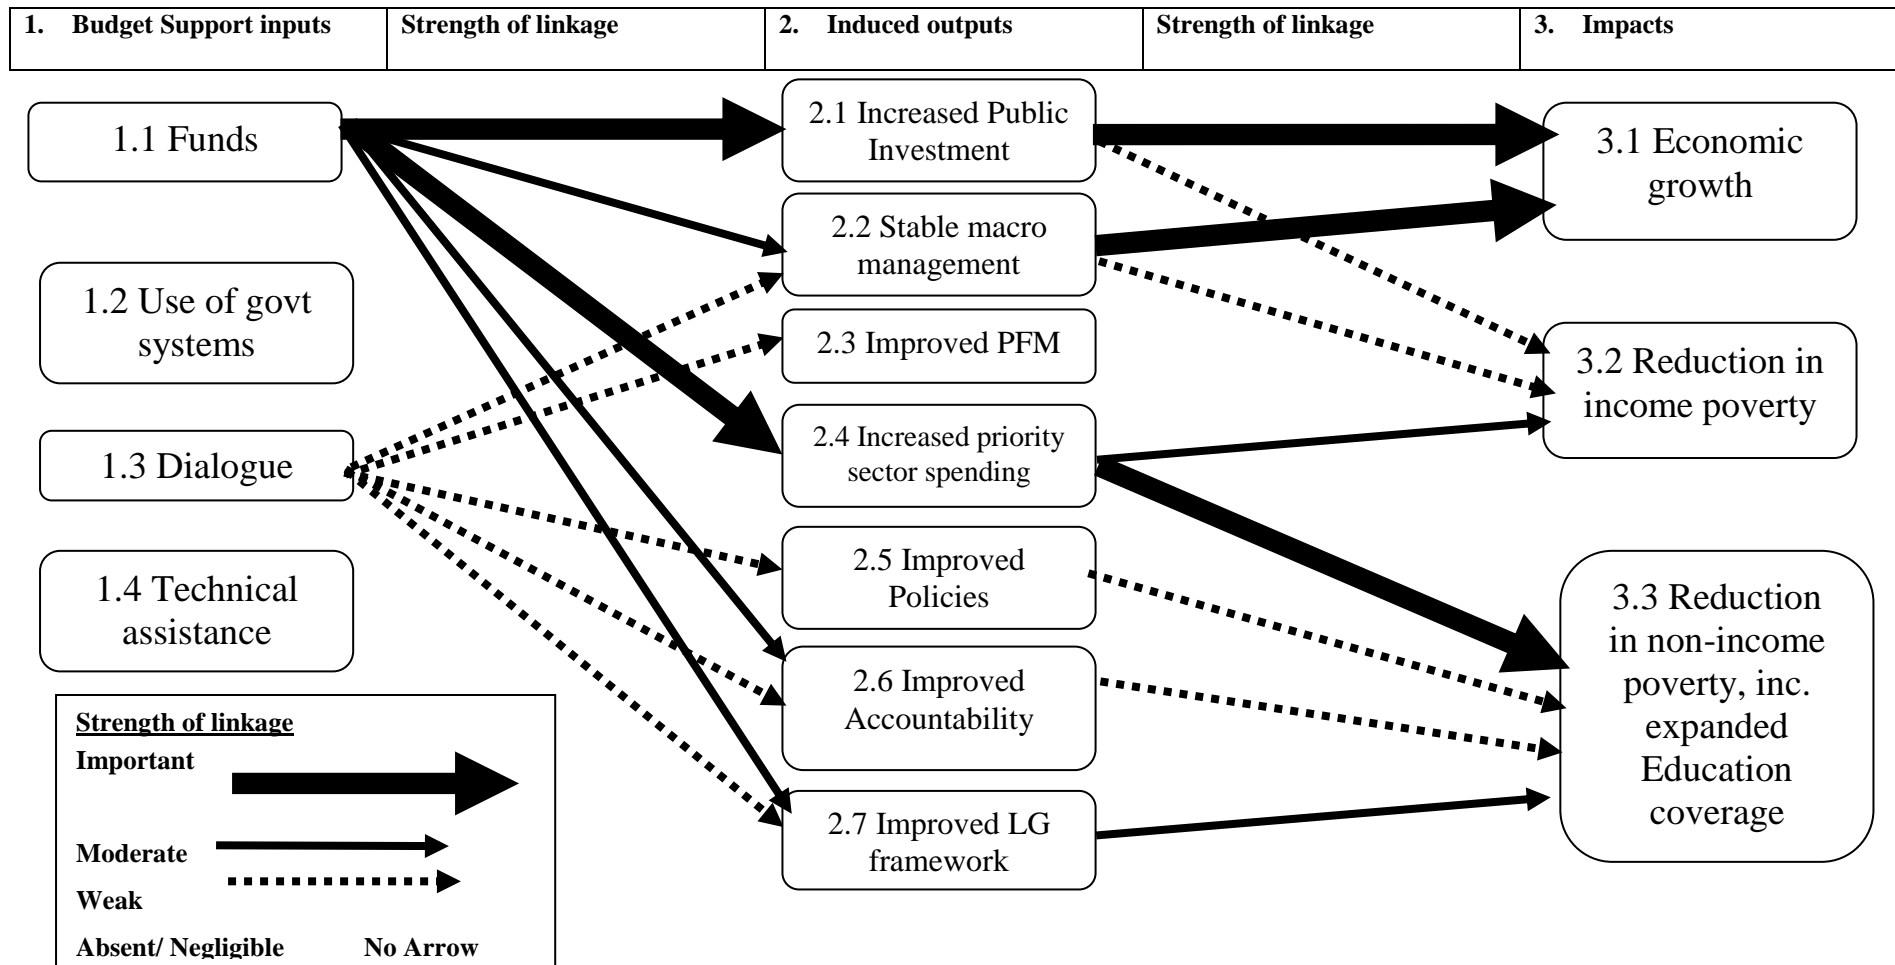 1. Budget Support inputs
Strength of linkage
2. Induced outputs
Strength of linkage
3. Impacts
1.1 Funds
1.2 Use of govt
systems
1.3 Dialogue
1.4 Technical
assistance
2.1 Increased Public
Investment
2.2 Stable macro
management
2.3 Improved PFM
2.4 Increased priority
sector spending
2.5 Improved
Policies
2.6 Improved
Accountability
2.7 Improved LG
framework
3.1 Economic
growth
3.2 Reduction in
income poverty
3.3 Reduction
in non-income
poverty, inc.
expanded
Education
coverage
Strength of linkage
Important
Moderate
Weak
Absent/ Negligible No Arrow